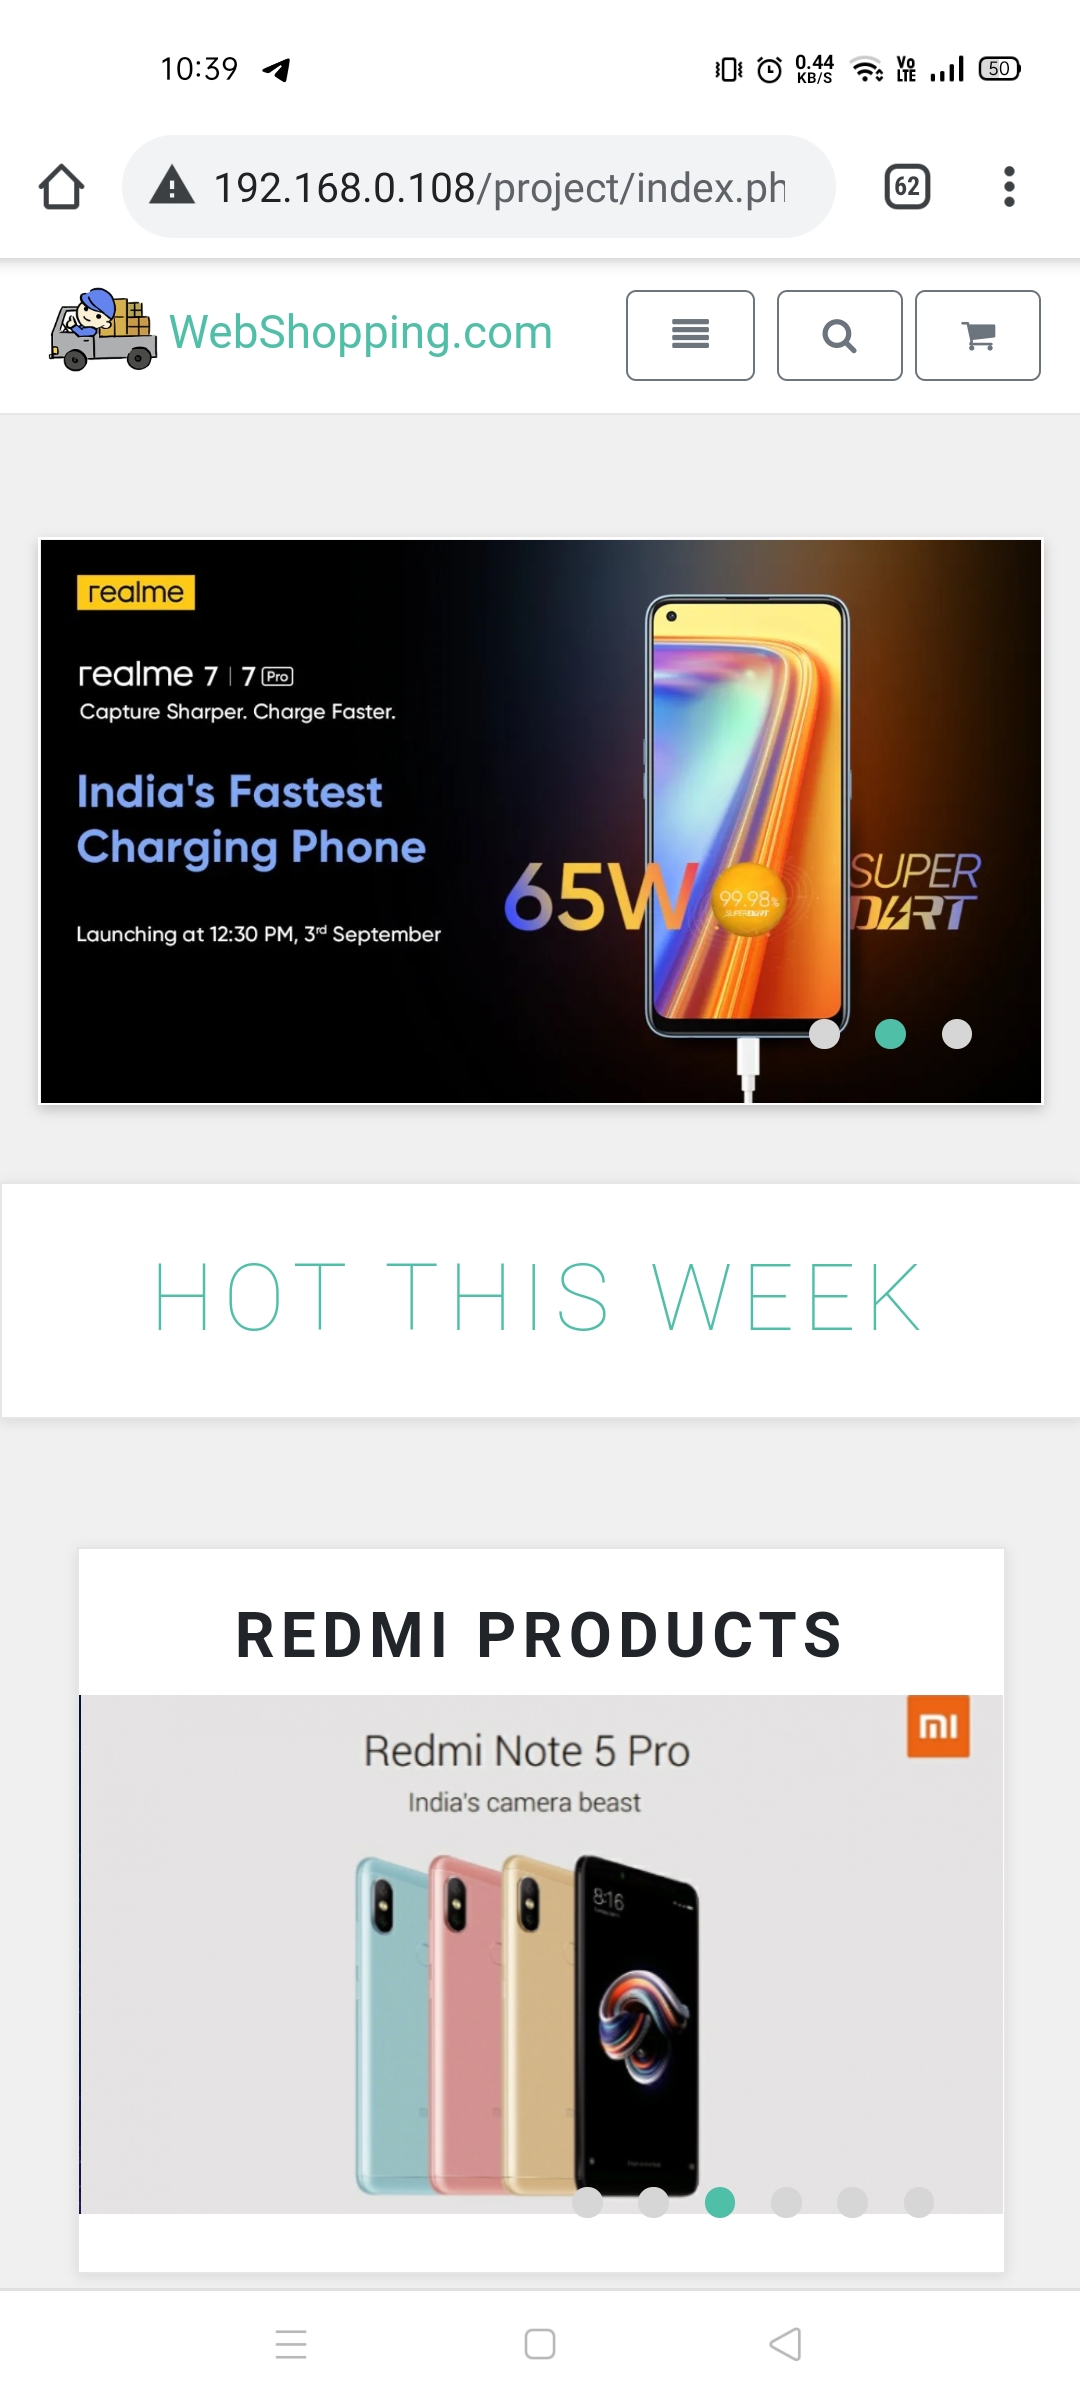 10:39
0.44
KB/S
Vo
LTE
50
192.168.0.108/project/index.ph
62
WebShopping.com
realme
realme 7 | 7 Pro
Capture Sharper. Charge Faster.
India's Fastest
Charging Phone
65W
99.98%
SUPERDART
SUPER
DART
Launching at 12:30 PM, 3rd September
HOT THIS WEEK
REDMI PRODUCTS
mi
Redmi Note 5 Pro
India's camera beast
8:16